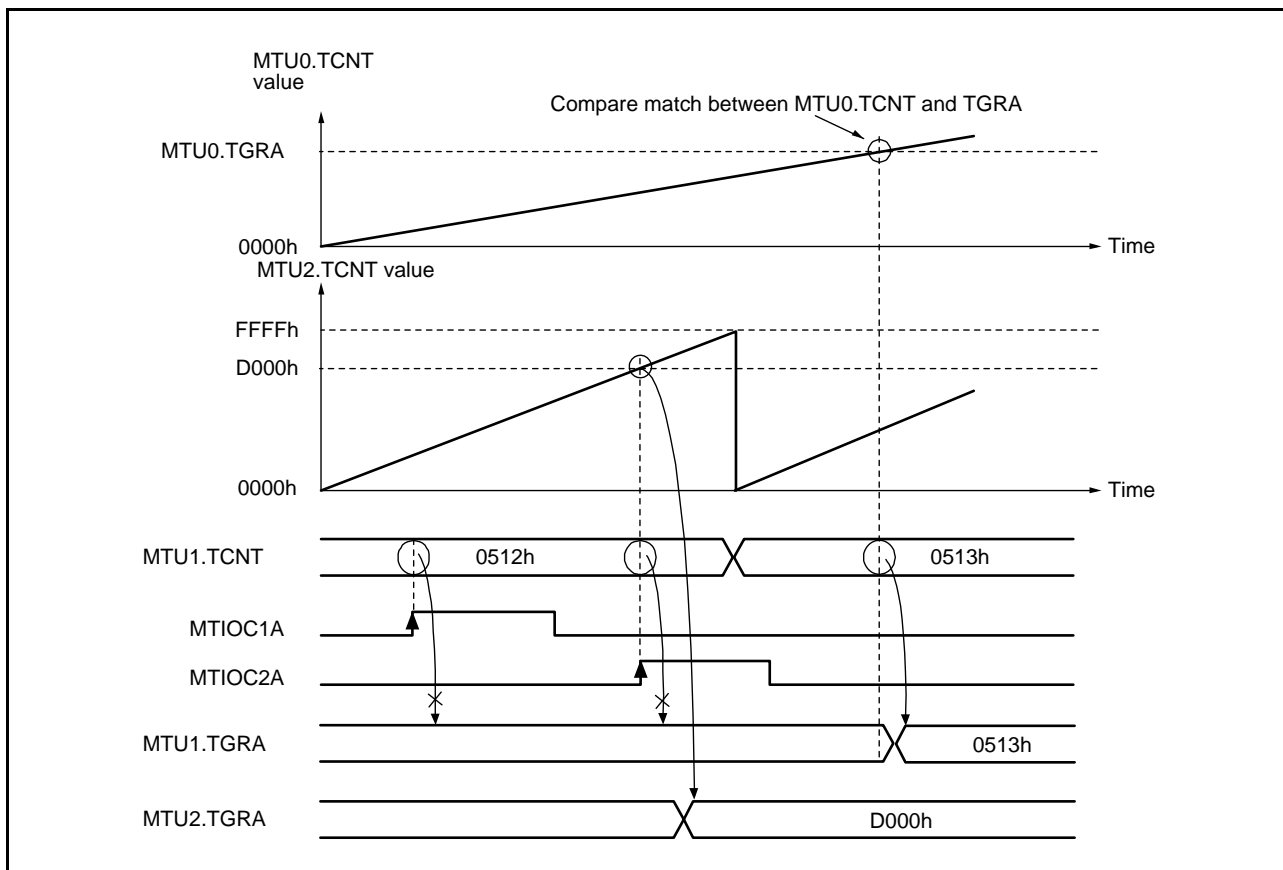 MTU0.TCNT
value
Compare match between MTU0.TCNT and TGRA
MTU0.TGRA
0000h
Time
MTU2.TCNT value
FFFFh
D000h
0000h
Time
MTU1.TCNT
0512h
0513h
MTIOC1A
MTIOC2A
MTU1.TGRA
0513h
MTU2.TGRA
D000h